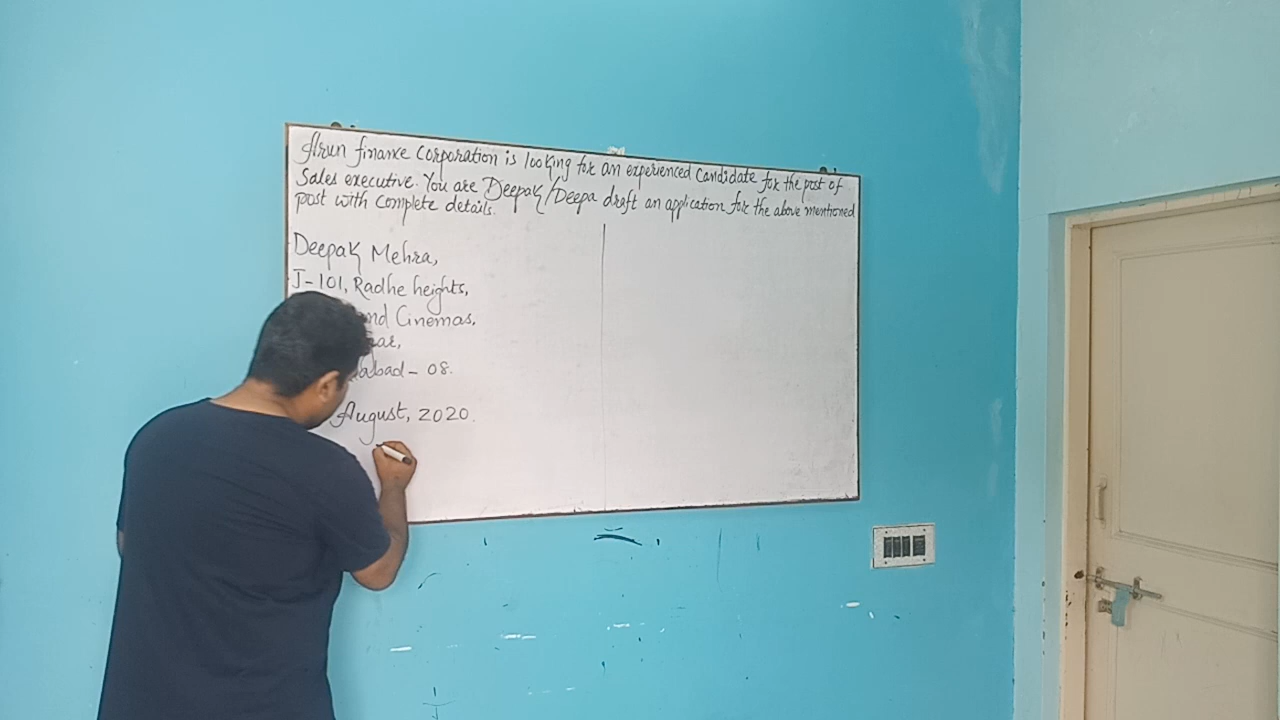 Arun finance Corporation is looking for an experienced candidate for the post of
Sales executive. You are Deepak/Deepa draft an application for the above mentioned
post with complete details.
Deepak Mehra,
J-101, Radhe heights,
Cinemas,
- 08.
August, 2020.